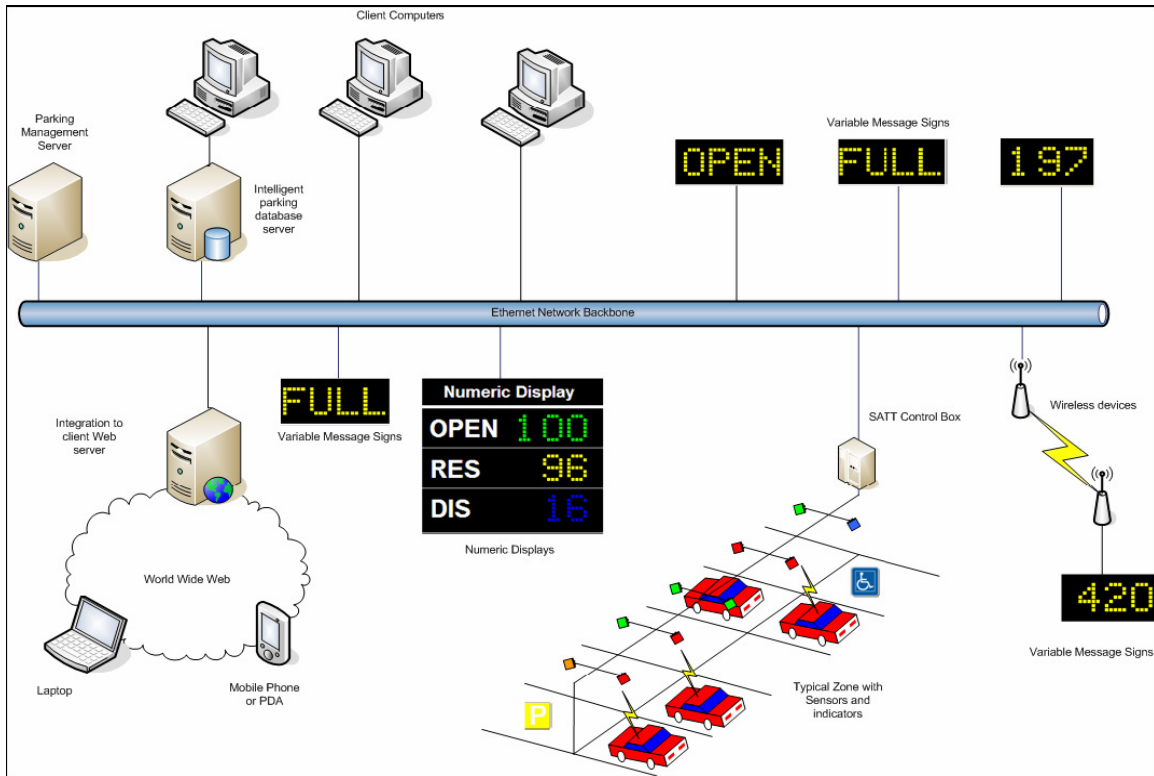 Client Computers
Parking
Management
Server
Intelligent
parking
database
server
Variable Message Signs
OPEN
FULL
197
Ethernet Network Backbone
Integration to
client Web
server
FULL
Variable Message Signs
Numeric Display
OPEN 100
RES 96
DIS 16
Numeric Displays
SATT Control Box
Wireless devices
World Wide Web
Laptop
Mobile Phone
or PDA
P
Typical Zone with
Sensors and
indicators
420
Variable Message Signs